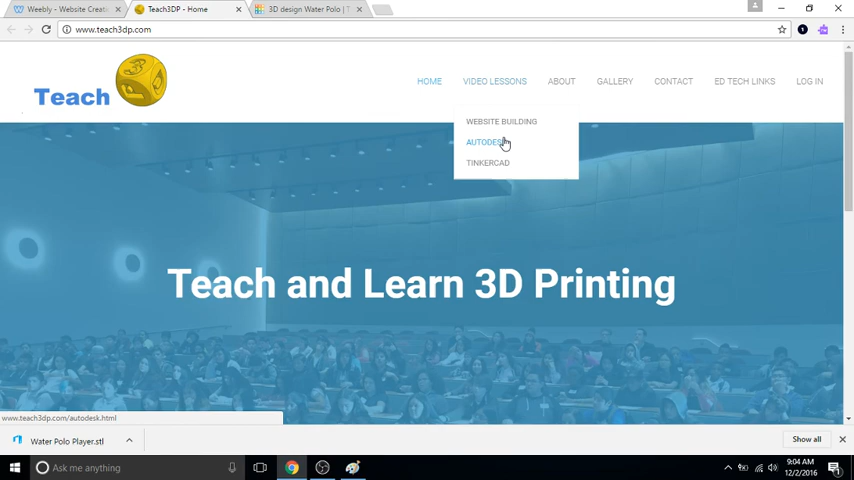 Weebly - Website Creati
Teach3DP - Home
3D design Water Polo | T
www.teach3dp.com
Teach
3
HOME
VIDEO LESSONS
ABOUT
GALLERY
CONTACT
ED TECH LINKS
LOG IN
WEBSITE BUILDING
AUTODES
TINKERCAD
Teach and Learn 3D Printing
www.teach3dp.com/autodesk.html
Water Polo Player.stl
Show all
Ask me anything
9:04 AM
12/2/2016